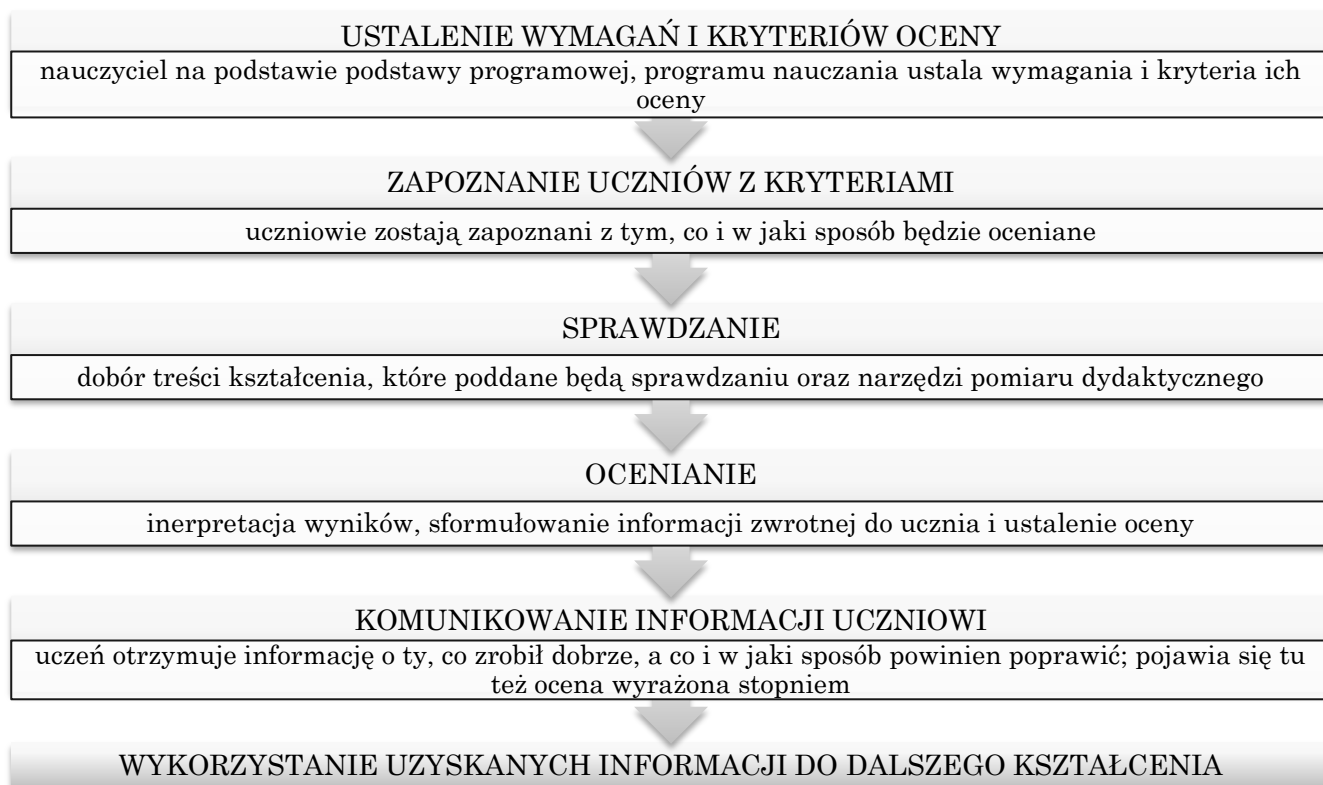 USTALENIE WYMAGAŃ I KRYTERIÓW OCENY
nauczyciel na podstawie podstawy programowej, programu nauczania ustala wymagania i kryteria ich
oceny
ZAPOZNANIE UCZNIÓW Z KRYTERIAMI
uczniowie zostają zapoznani z tym, co i w jaki sposób będzie oceniane
SPRAWDZANIE
dobór treści kształcenia, które poddane będą sprawdzaniu oraz narzędzi pomiaru dydaktycznego
OCENIANIE
inerpretacja wyników, sformułowanie informacji zwrotnej do ucznia i ustalenie oceny
KOMUNIKOWANIE INFORMACJI UCZNIOWI
uczeń otrzymuje informację o ty, co zrobił dobrze, a co i w jaki sposób powinien poprawić; pojawia się tu
też ocena wyrażona stopniem
WYKORZYSTANIE UZYSKANYCH INFORMACJI DO DALSZEGO KSZTAŁCENIA